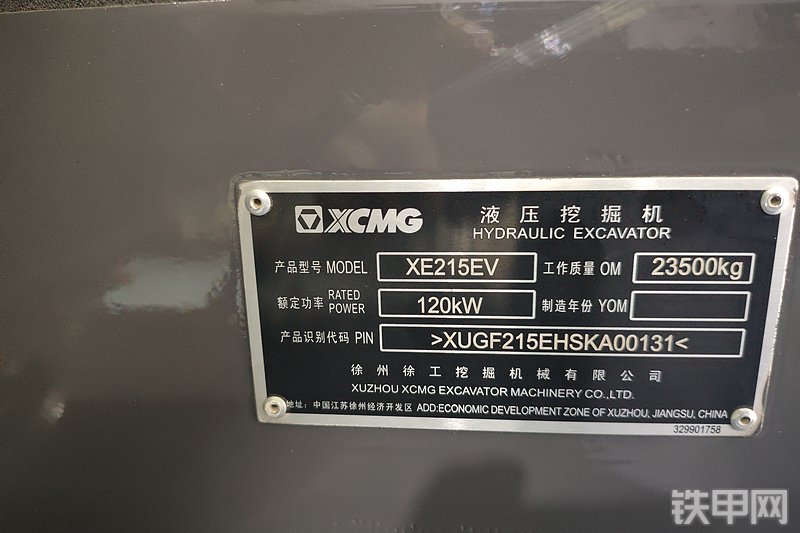 XCMG 液压挖掘机
HYDRAULIC EXCAVATOR
产品型号 MODEL XE215EV 工作质量 OM 23500kg
额定功率 RATED POWER 120kW 制造年份 YOM
产品识别代码 PIN >XUGF215EHSKA00131<
徐州徐工挖掘机械有限公司
XUZHOU XCMG EXCAVATOR MACHINERY CO.,LTD.
地址: 中国江苏徐州经济开发区 ADD:ECONOMIC DEVELOPMENT ZONE OF XUZHOU, JIANGSU, CHINA
329901758
铁甲网